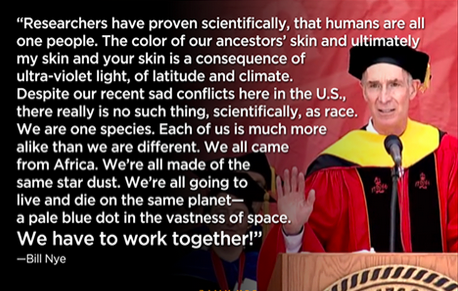 “Researchers have proven scientifically, that humans are all
one people. The color of our ancestors’ skin and ultimately
my skin and your skin is a consequence of
ultra-violet light, of latitude and climate.
Despite our recent sad conflicts here in the U.S.,
there really is no such thing, scientifically, as race.
We are one species. Each of us is much more
alike than we are different. We all came
from Africa. We’re all made of the
same star dust. We’re all going to
live and die on the same planet—
a pale blue dot in the vastness of space.
We have to work together!”
—Bill Nye